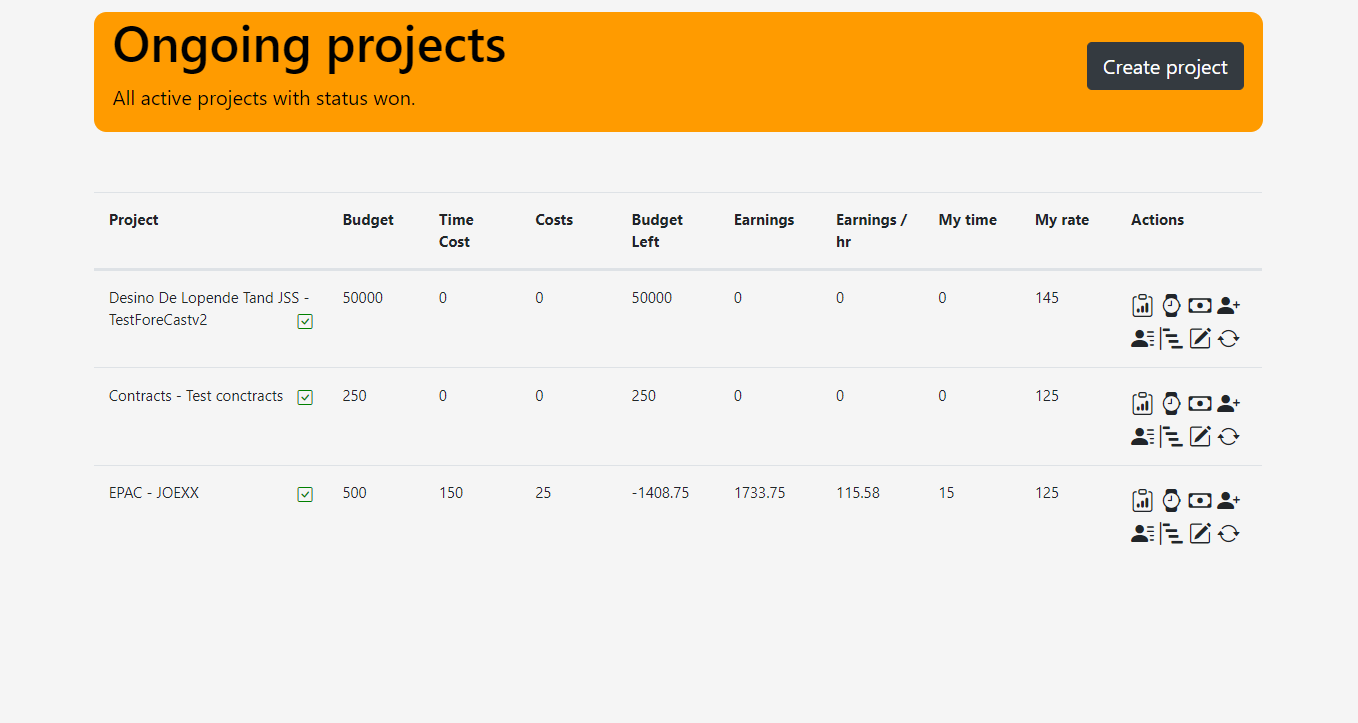 Ongoing projects
All active projects with status won.
Create project
Project Budget Time Cost Costs Budget Left Earnings Earnings / hr My time My rate Actions
Desino De Lopende Tand JSS - TestForeCastv2 50000 0 0 50000 0 0 0 145
Contracts - Test conctracts 250 0 0 250 0 0 0 125
EPAC - JOEXX 500 150 25 -1408.75 1733.75 115.58 15 125